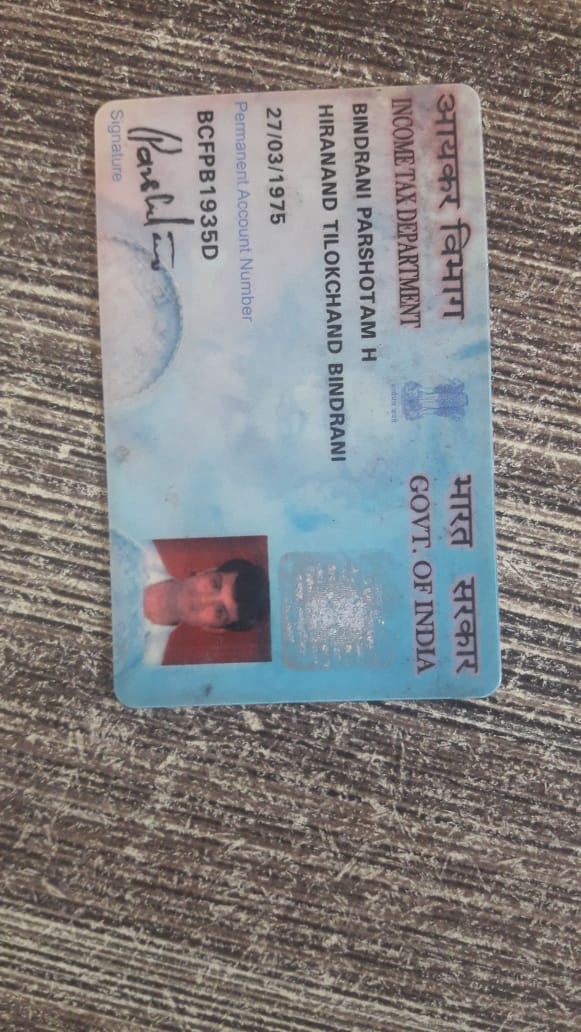 आयकर विभाग
INCOME TAX DEPARTMENT
भारत सरकार
GOVT. OF INDIA
BINDRANI PARSHOTAM H
HIRANAND TILOKCHAND BINDRANI
27/03/1975
Permanent Account Number
BCFPB1935D
Signature